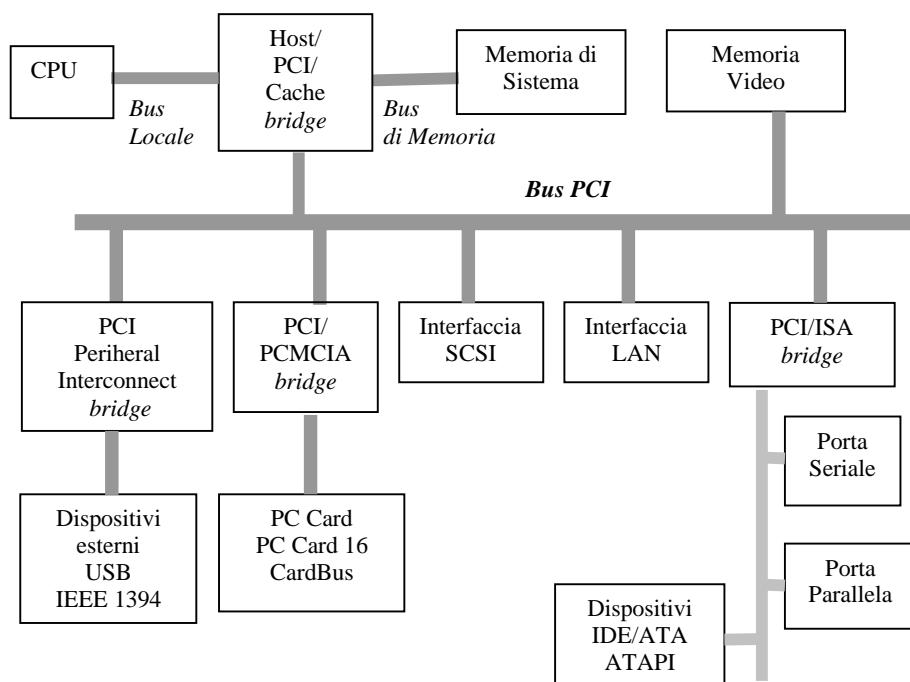 CPU
Host/
PCI/
Cache
bridge
Memoria di
Sistema
Memoria
Video
Bus
Locale
Bus
di Memoria
Bus PCI
PCI
Periheral
Interconnect
bridge
PCI/
PCMCIA
bridge
Interfaccia
SCSI
Interfaccia
LAN
PCI/ISA
bridge
Porta
Seriale
Dispositivi
esterni
USB
IEEE 1394
PC Card
PC Card 16
CardBus
Porta
Parallela
Dispositivi
IDE/ATA
ATAPI